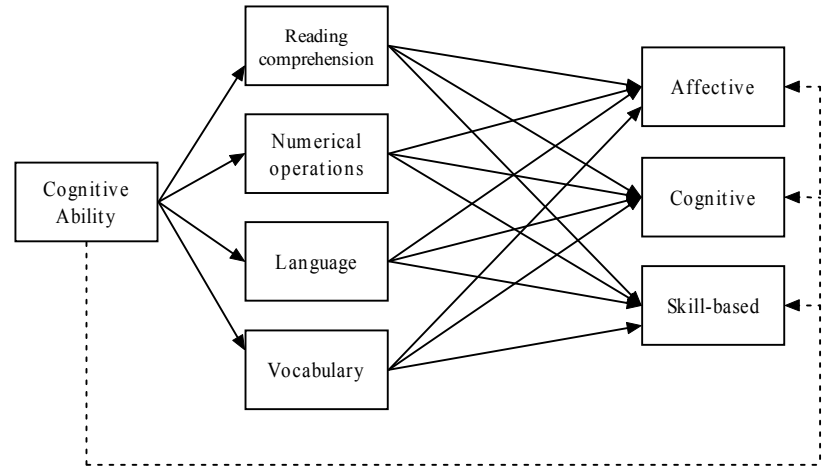 Cognitive
Ability
Reading
comprehension
Numerical
operations
Language
Vocabulary
Affective
Cognitive
Skill-based